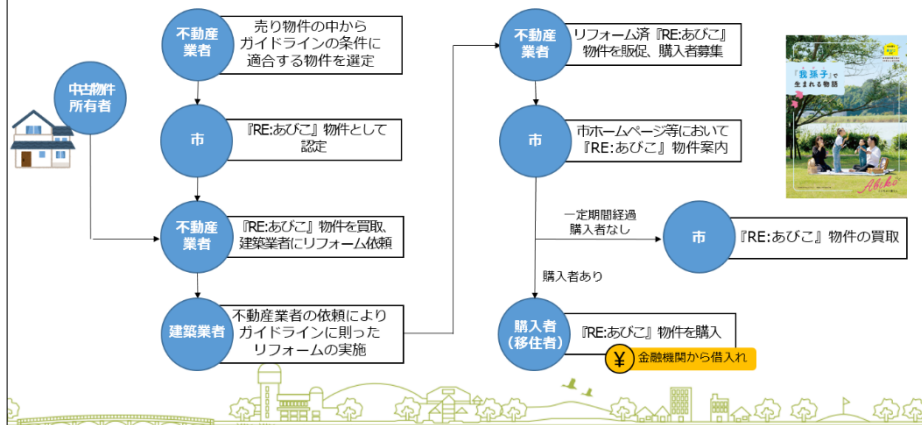 中古物件
所有者
不動産
業者
売り物件の中から
ガイドラインの条件に
適合する物件を選定
市
『RE:あびこ』物件として
認定
不動産
業者
『RE:あびこ』物件を買取、
建築業者にリフォーム依頼
建築業者
不動産業者の依頼により
ガイドラインに則った
リフォームの実施
不動産
業者
リフォーム済『RE:あびこ』
物件を販促、購入者募集
市
市ホームページ等において
『RE:あびこ』物件案内
一定期間経過
購入者なし
市
『RE:あびこ』物件の買取
購入者あり
購入者
(移住者)
『RE:あびこ』物件を購入
¥ 金融機関から借入れ
「我孫子」で
生まれる物語
Abiko